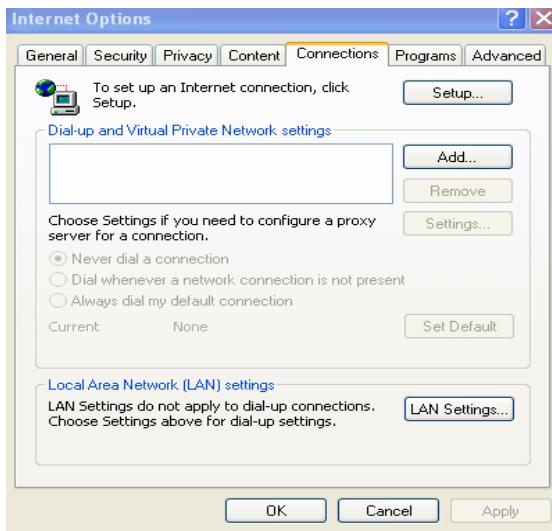 Internet Options
General Security Privacy Content Connections Programs Advanced
To set up an Internet connection, click
Setup.
Setup...
Dial-up and Virtual Private Network settings
Add...
Remove
Choose Settings if you need to configure a proxy
server for a connection.
Settings...
Never dial a connection
Dial whenever a network connection is not present
Always dial my default connection
Current None
Set Default
Local Area Network (LAN) settings
LAN Settings do not apply to dial-up connections.
Choose Settings above for dial-up settings.
LAN Settings...
OK Cancel Apply